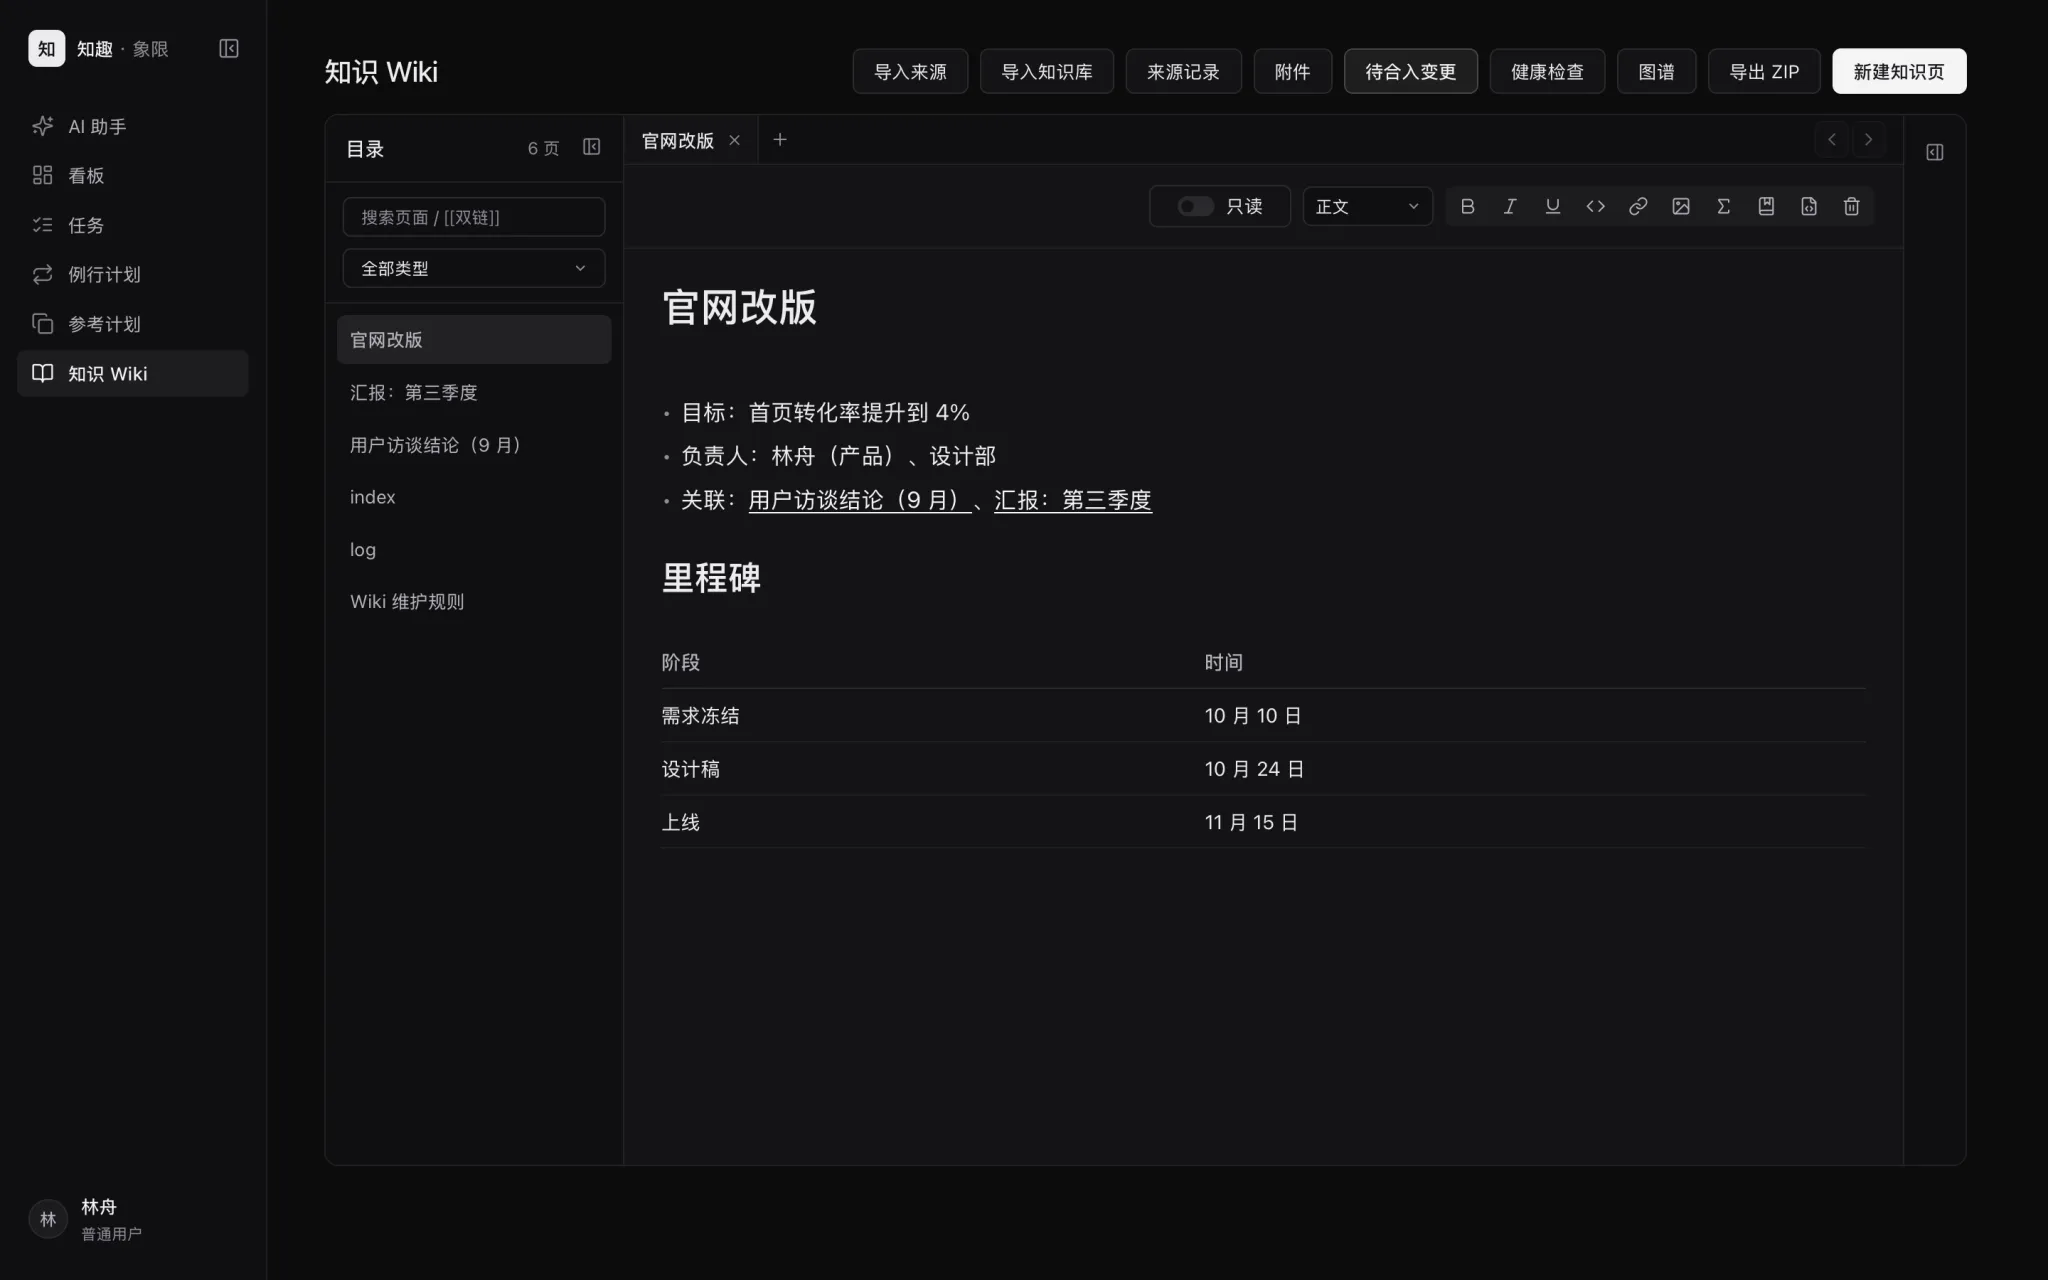 知 知趣 · 象限
AI 助手
看板
任务
例行计划
参考计划
知识 Wiki
林 林舟
普通用户
知识 Wiki
导入来源 导入知识库 来源记录 附件 待合入变更 健康检查 图谱 导出 ZIP 新建知识页
目录 6 页
搜索页面 / [[双链]]
全部类型
官网改版
汇报：第三季度
用户访谈结论（9 月）
index
log
Wiki 维护规则
官网改版
只读 正文
官网改版
• 目标：首页转化率提升到 4%
• 负责人：林舟（产品）、设计部
• 关联：用户访谈结论（9 月）、汇报：第三季度
里程碑
阶段 时间
需求冻结 10 月 10 日
设计稿 10 月 24 日
上线 11 月 15 日